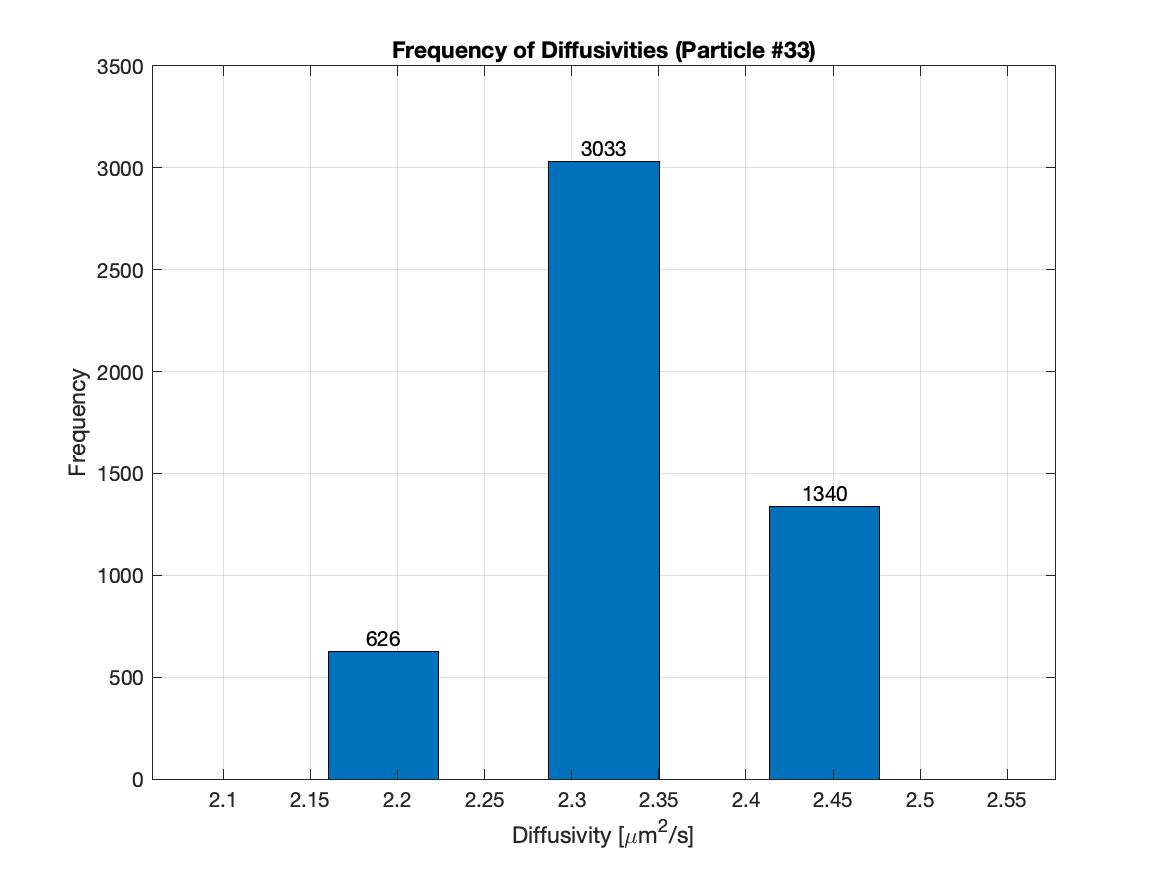 Frequency of Diffusivities (Particle #33)
3500
3000
2500
2000
1500
1000
500
0
Frequency
3033
1340
626
2.1 2.15 2.2 2.25 2.3 2.35 2.4 2.45 2.5 2.55
Diffusivity [μm²/s]